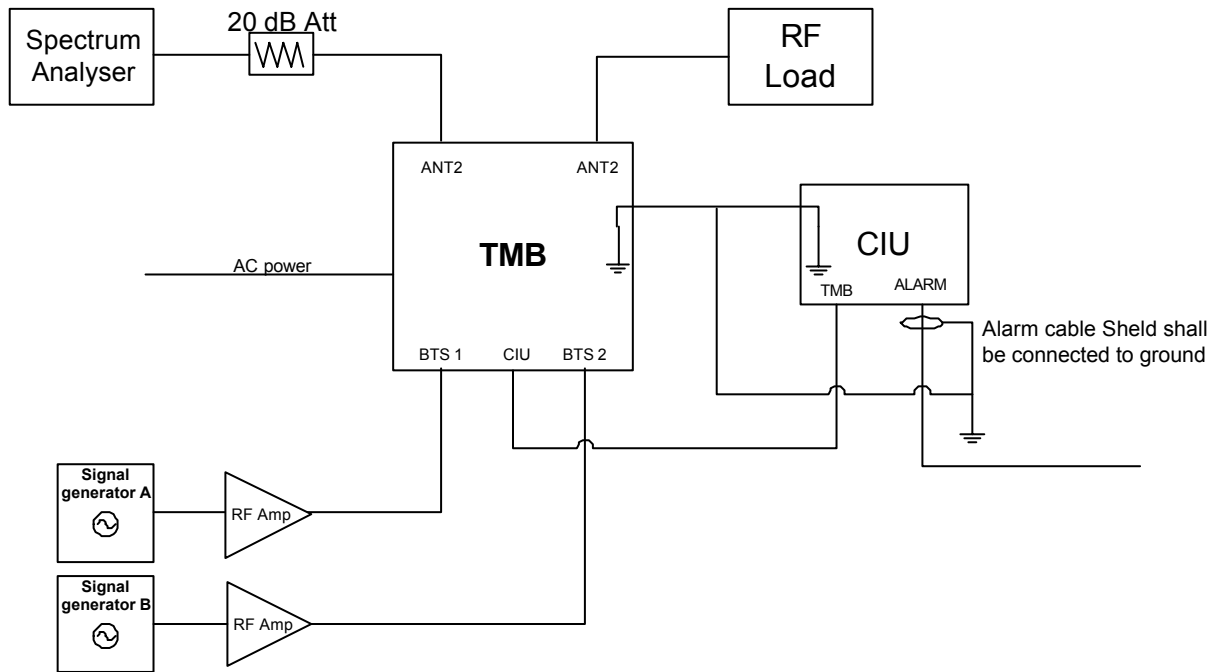 20 dB Att
Spectrum
Analyser
RF
Load
ANT2
ANT2
TMB
CIU
AC power
TMB
ALARM
Alarm cable Sheld shall
be connected to ground
BTS 1
CIU
BTS 2
Signal
generator A
RF Amp
Signal
generator B
RF Amp